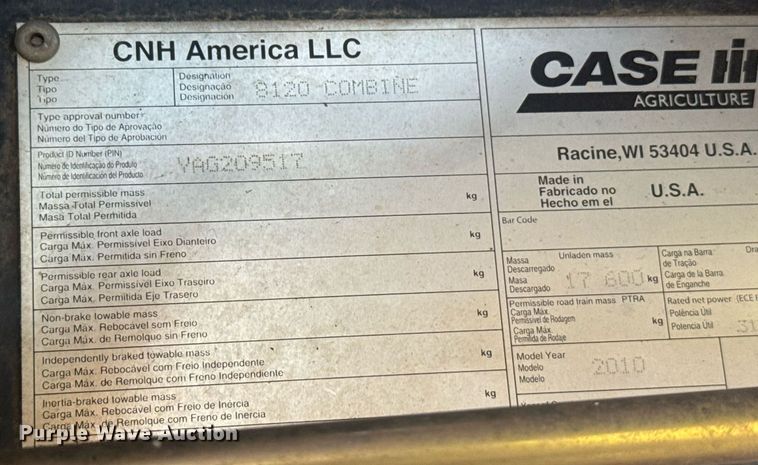 CNH America LLC
Type
Tipo
Tipo
Designation
Designação
Designación
8120 COMBINE
Type approval number
Número do Tipo de Aprovação
Número del Tipo de Aprobación
Product ID Number (PIN)
Número de Identificação do Produto
Número de Identificación del Producto
YAG209517
Total permissible mass
Massa Total Permissível
Masa Total Permitida
kg
Permissible front axle load
Carga Máx. Permissível Eixo Dianteiro
Carga Máx. Permitida sin Freno
kg
Permissible rear axle load
Carga Máx. Permissível Eixo Trasciro
Carga Máx. Permitida Eje Trasero
kg
Non-brake lowable mass
Carga Máx. Rebocável sem Freio
Carga Máx. de Remolque sin Freno
kg
Independently braked towable mass
Carga Máx. Rebocável com Freio Independente
Carga Máx. de Remolque com Freno Independiente
kg
Inertia-braked towable mass
Carga Máx. Rebocável com Freio de Inércia
Carga Máx. de Remolque com Freno de Inercia
kg
CASE IH
AGRICULTURE
Racine, WI 53404 U.S.A.
Made in
Fabricado no
Hecho em el
U.S.A.
Bar Code
Massa
Descarregado
Masa
Descargado
Unladen mass
17 600 kg
Carga na Barra
de Tração
Carga de la Barra
de Enganche
Dra
Permissible road train mass PTRA
Carga Máx.
Permissível de Rodagem
Carga Máx.
Permitida de Rodaje
kg
Rated net power (ECE
Polência Útil
Potencia Útil
31
Model Year
Modelo
Modelo
2010
Purple Wave Auction